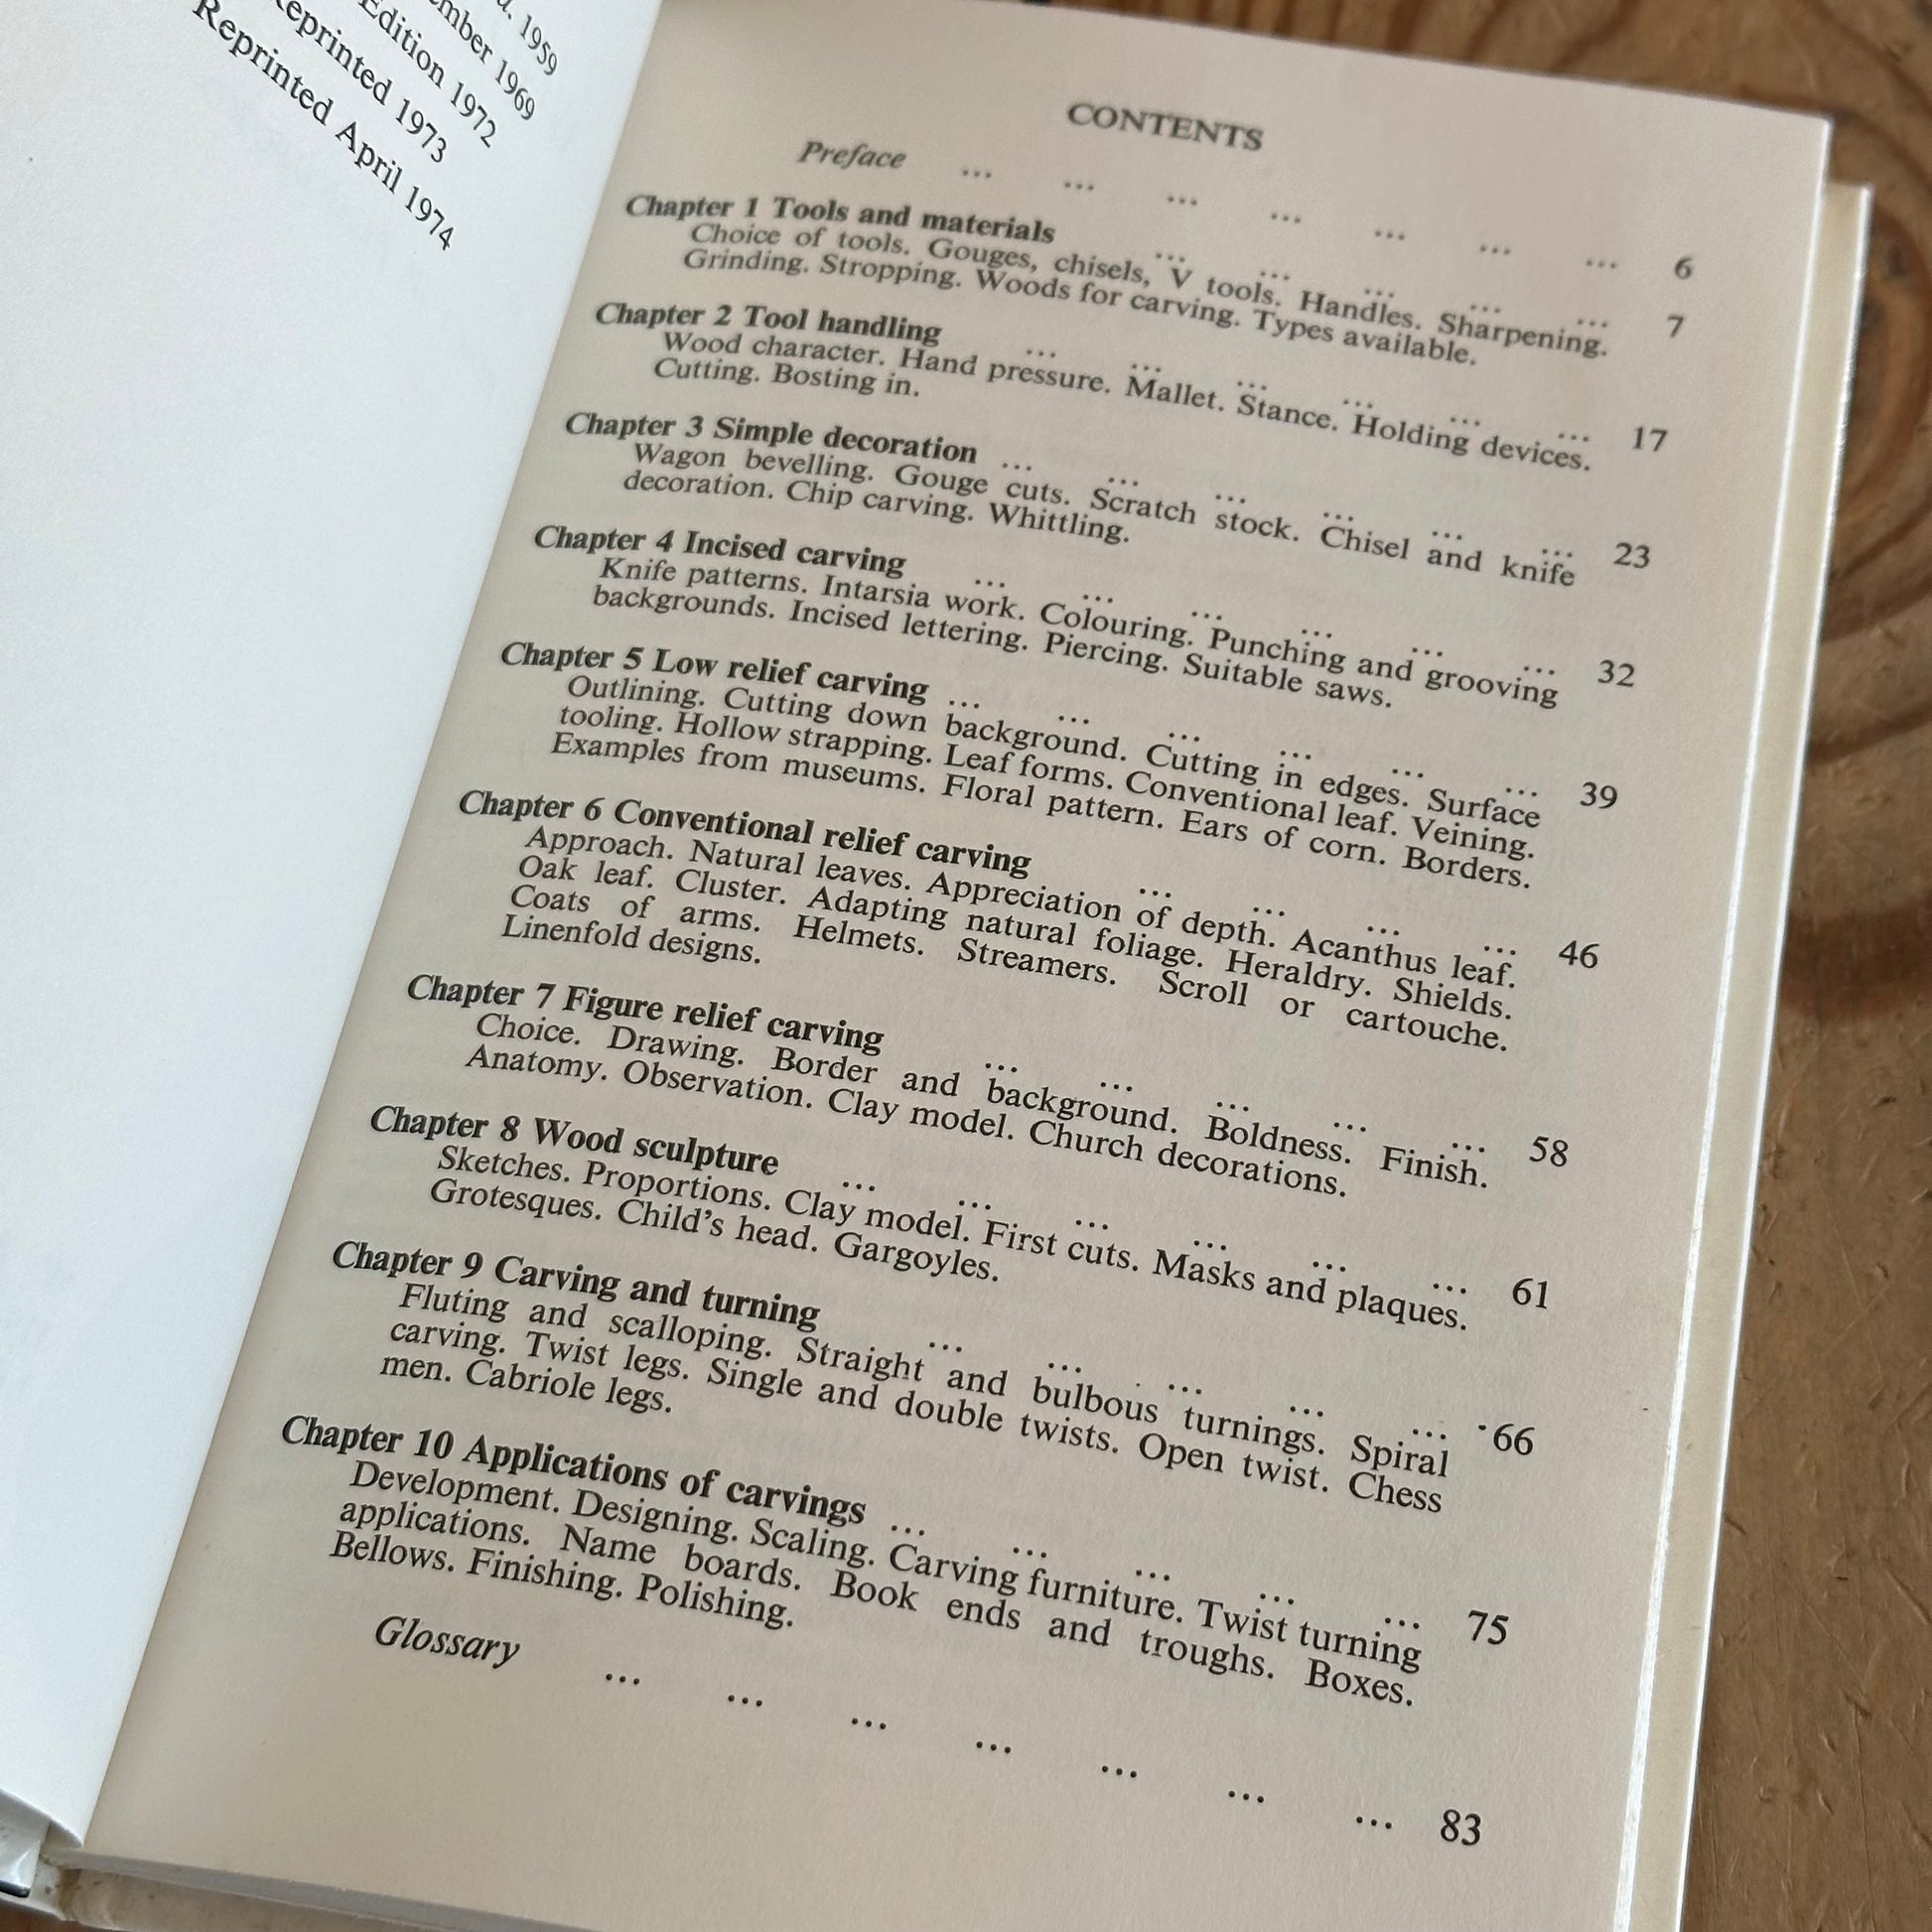 1959
1969
Edition 1972
Reprinted 1973
Reprinted April 1974
CONTENTS
Preface ... ... ... ... ... ... ... 6
Chapter 1 Tools and materials ... ... ... ... ... 7
Choice of tools. Gouges, chisels, V tools. Handles. Sharpening.
Grinding. Stropping. Woods for carving. Types available.
Chapter 2 Tool handling ... ... ... ... ... ... 17
Wood character. Hand pressure. Mallet. Stance. Holding devices.
Cutting. Bosting in.
Chapter 3 Simple decoration ... ... ... ... ... ... 23
Wagon bevelling. Gouge cuts. Scratch stock. Chisel and knife
decoration. Chip carving. Whittling.
Chapter 4 Incised carving ... ... ... ... ... ... 32
Knife patterns. Intarsia work. Colouring. Punching and grooving
backgrounds. Incised lettering. Piercing. Suitable saws.
Chapter 5 Low relief carving ... ... ... ... ... ... 39
Outlining. Cutting down background. Cutting in edges. Surface
tooling. Hollow strapping. Leaf forms. Conventional leaf. Veining.
Examples from museums. Floral pattern. Ears of corn. Borders.
Chapter 6 Conventional relief carving ... ... ... ... 46
Approach. Natural leaves. Appreciation of depth. Acanthus leaf.
Oak leaf. Cluster. Adapting natural foliage. Heraldry. Shields.
Coats of arms. Helmets. Streamers. Scroll or cartouche.
Linenfold designs.
Chapter 7 Figure relief carving ... ... ... ... ... 58
Choice. Drawing. Border and background. Boldness. Finish.
Anatomy. Observation. Clay model. Church decorations.
Chapter 8 Wood sculpture ... ... ... ... ... ... 61
Sketches. Proportions. Clay model. First cuts. Masks and plaques.
Grotesques. Child's head. Gargoyles.
Chapter 9 Carving and turning ... ... ... ... ... 66
Fluting and scalloping. Straight and bulbous turnings. Spiral
carving. Twist legs. Single and double twists. Open twist. Chess
men. Cabriole legs.
Chapter 10 Applications of carvings ... ... ... ... ... 75
Development. Designing. Scaling. Carving furniture. Twist turning
applications. Name boards. Book ends and troughs. Boxes.
Bellows. Finishing. Polishing.
Glossary ... ... ... ... ... ... ... 83